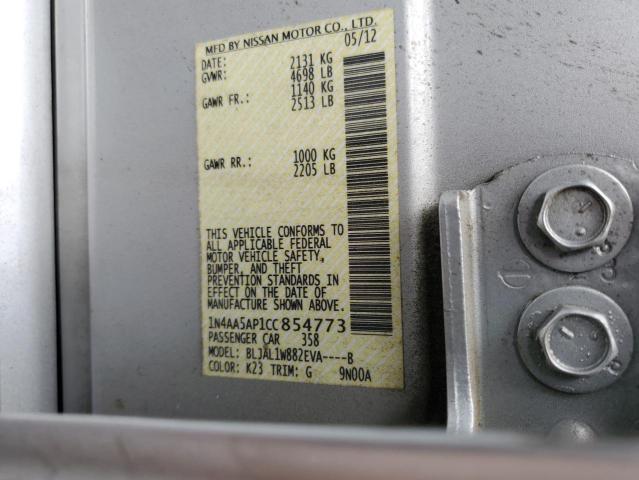 MFD BY NISSAN MOTOR CO., LTD.
DATE: 05/12
GVWR: 2131 KG
4698 LB
GAWR FR.: 1140 KG
2513 LB
GAWR RR.: 1000 KG
2205 LB
THIS VEHICLE CONFORMS TO
ALL APPLICABLE FEDERAL
MOTOR VEHICLE SAFETY,
BUMPER, AND THEFT
PREVENTION STANDARDS IN
EFFECT ON THE DATE OF
MANUFACTURE SHOWN ABOVE.
1N4AA5AP1CC854773
PASSENGER CAR 358
MODEL: BLJAL1W882EVA----B
COLOR: K23 TRIM: G 9N00A